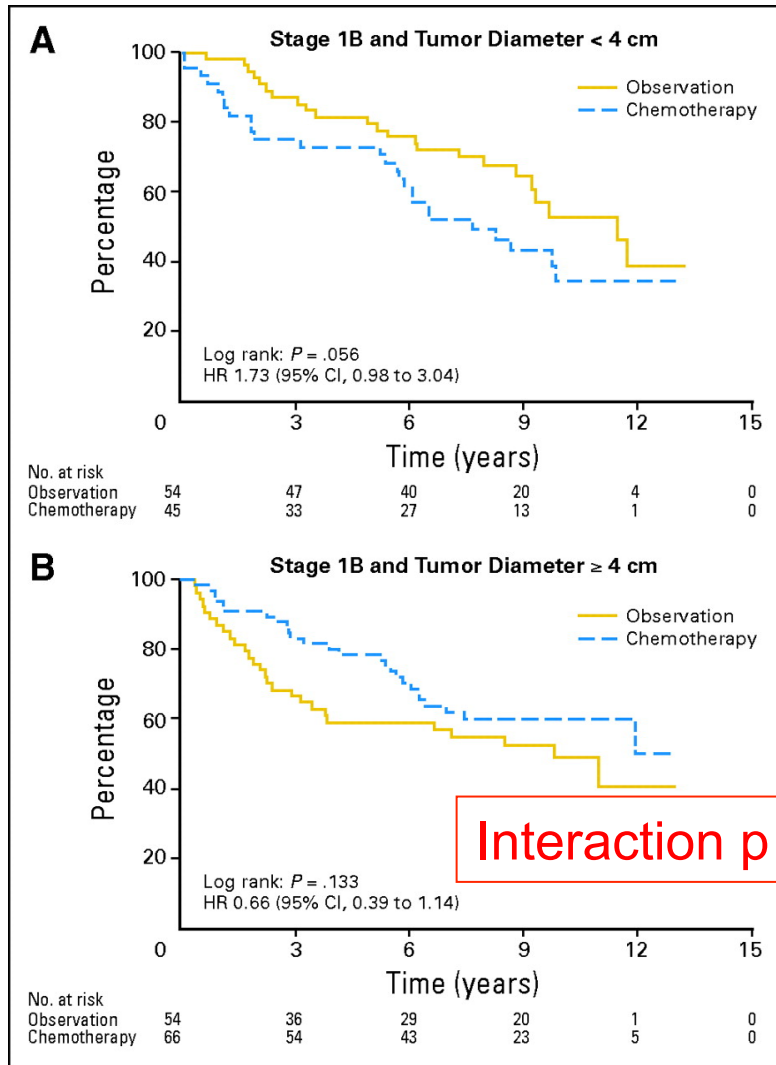 A
Stage 1B and Tumor Diameter < 4 cm
Observation
Chemotherapy
100
80
60
40
20
Percentage
Log rank: P = .056
HR 1.73 (95% CI, 0.98 to 3.04)
0 3 6 9 12 15
Time (years)
No. at risk
Observation 54 47 40 20 4 0
Chemotherapy 45 33 27 13 1 0
B
Stage 1B and Tumor Diameter ≥ 4 cm
Observation
Chemotherapy
100
80
60
40
20
Percentage
Interaction p
Log rank: P = .133
HR 0.66 (95% CI, 0.39 to 1.14)
0 3 6 9 12 15
Time (years)
No. at risk
Observation 54 36 29 20 1 0
Chemotherapy 66 54 43 23 5 0